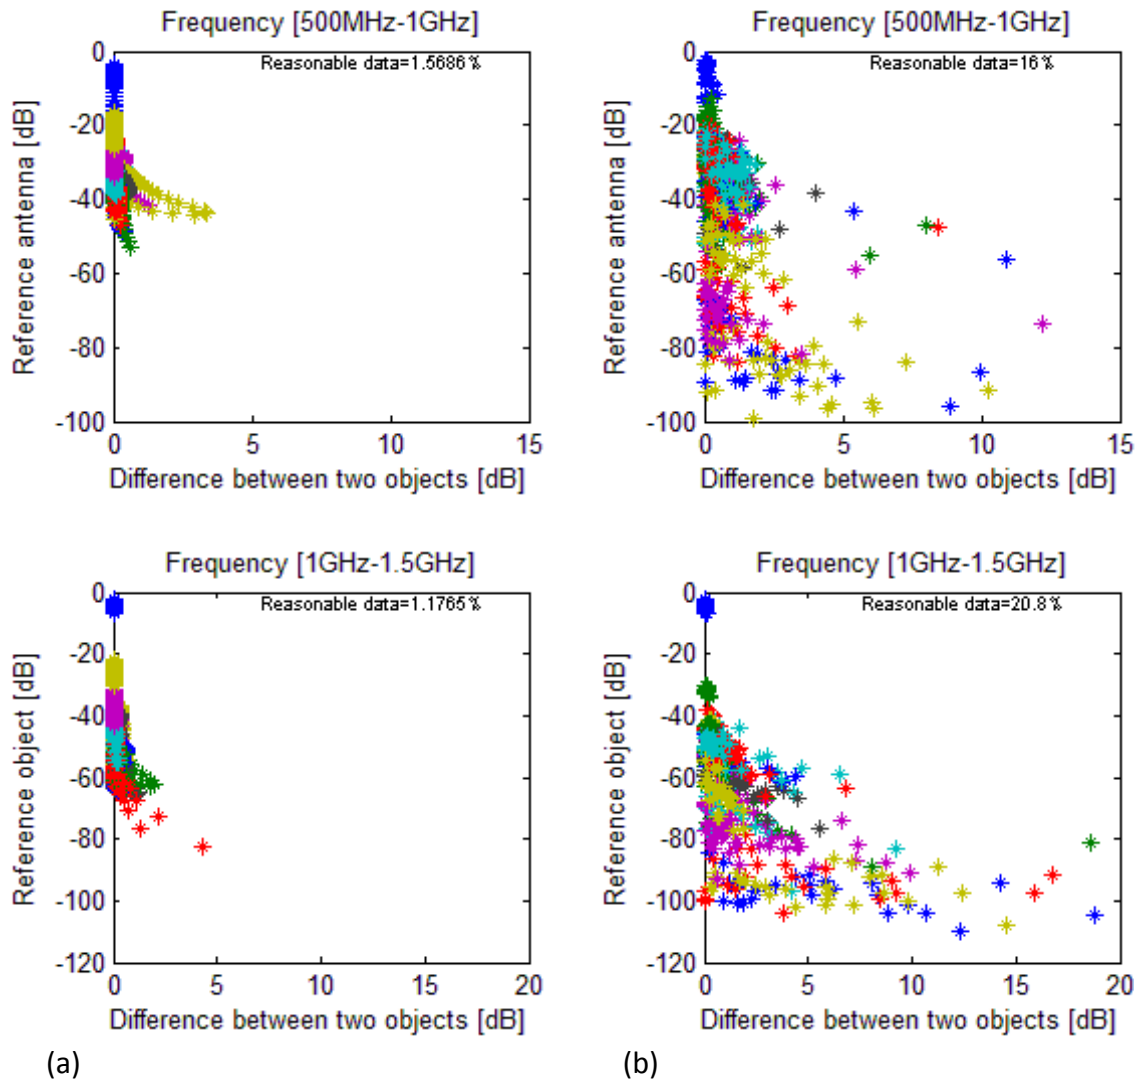 Frequency [500MHz-1GHz]
Reasonable data=1.5686%
0
-20
-40
-60
-80
-100
Reference antenna [dB]
0 5 10 15
Difference between two objects [dB]
Frequency [500MHz-1GHz]
Reasonable data=16%
0
-20
-40
-60
-80
-100
Reference antenna [dB]
0 5 10 15
Difference between two objects [dB]
Frequency [1GHz-1.5GHz]
Reasonable data=1.1765%
0
-20
-40
-60
-80
-100
-120
Reference object [dB]
0 5 10 15 20
Difference between two objects [dB]
Frequency [1GHz-1.5GHz]
Reasonable data=20.8%
0
-20
-40
-60
-80
-100
-120
Reference object [dB]
0 5 10 15 20
Difference between two objects [dB]
(a)
(b)